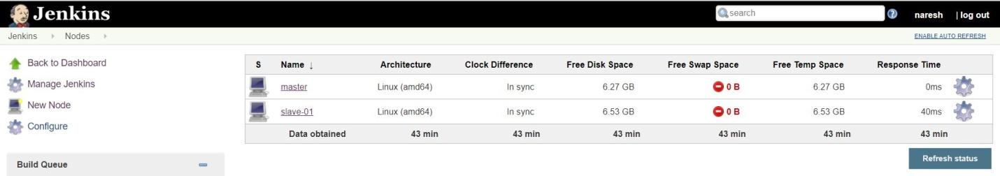 Jenkins
search
naresh | log out
Jenkins Nodes
ENABLE AUTO REFRESH
Back to Dashboard
Manage Jenkins
New Node
Configure
Build Queue
S Name ↓ Architecture Clock Difference Free Disk Space Free Swap Space Free Temp Space Response Time
master Linux (amd64) In sync 6.27 GB 0 B 6.27 GB 0ms
slave-01 Linux (amd64) In sync 6.53 GB 0 B 6.53 GB 40ms
Data obtained 43 min 43 min 43 min 43 min 43 min 43 min
Refresh status